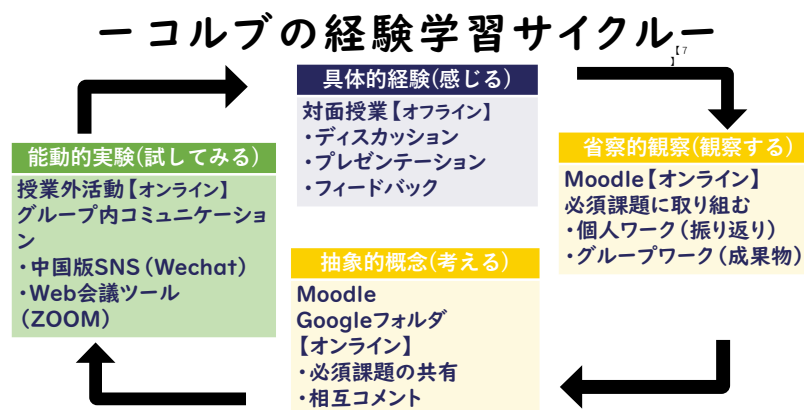 ーコルブの経験学習サイクルー
【7
】
具体的経験(感じる)
対面授業【オフライン】
・ディスカッション
・プレゼンテーション
・フィードバック
省察的観察(観察する)
Moodle【オンライン】
必須課題に取り組む
・個人ワーク(振り返り)
・グループワーク(成果物)
抽象的概念(考える)
Moodle
Googleフォルダ
【オンライン】
・必須課題の共有
・相互コメント
能動的実験(試してみる)
授業外活動【オンライン】
グループ内コミュニケーショ
ン
・中国版SNS(Wechat)
・Web会議ツール
(ZOOM)